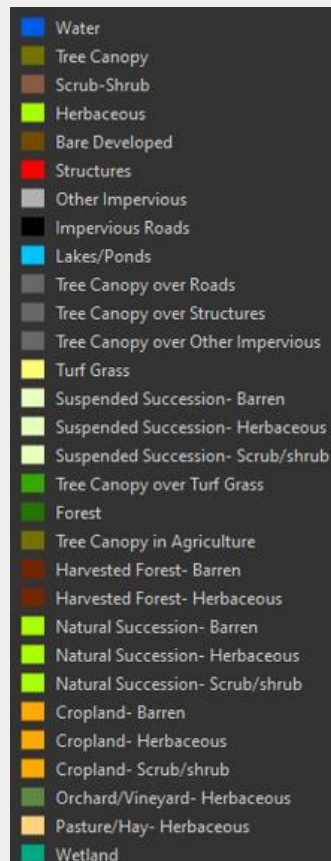 Water
Tree Canopy
Scrub-Shrub
Herbaceous
Bare Developed
Structures
Other Impervious
Impervious Roads
Lakes/Ponds
Tree Canopy over Roads
Tree Canopy over Structures
Tree Canopy over Other Impervious
Turf Grass
Suspended Succession- Barren
Suspended Succession- Herbaceous
Suspended Succession- Scrub/shrub
Tree Canopy over Turf Grass
Forest
Tree Canopy in Agriculture
Harvested Forest- Barren
Harvested Forest- Herbaceous
Natural Succession- Barren
Natural Succession- Herbaceous
Natural Succession- Scrub/shrub
Cropland- Barren
Cropland- Herbaceous
Cropland- Scrub/shrub
Orchard/Vineyard- Herbaceous
Pasture/Hay- Herbaceous
Wetland